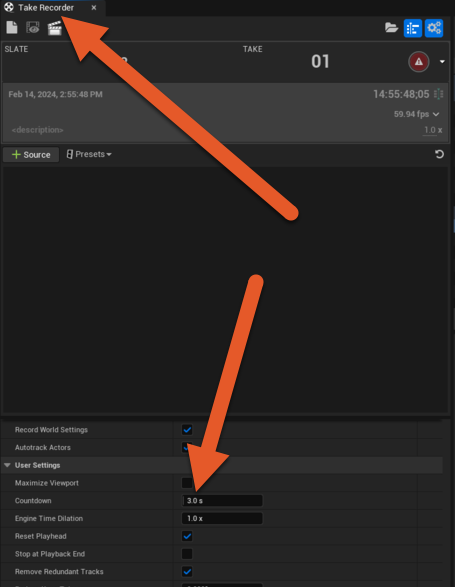 Take Recorder
SLATE
TAKE
01
Feb 14, 2024, 2:55:48 PM
14:55:48;05
59.94 fps
<description>
1.0 x
+ Source
Presets
Record World Settings
Autotrack Actors
User Settings
Maximize Viewport
Countdown
3.0 s
Engine Time Dilation
1.0 x
Reset Playhead
Stop at Playback End
Remove Redundant Tracks